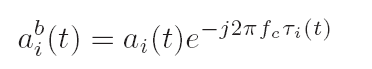 $a_i^b(t) = a_i(t)e^{-j2\pi f_c \tau_i(t)}$